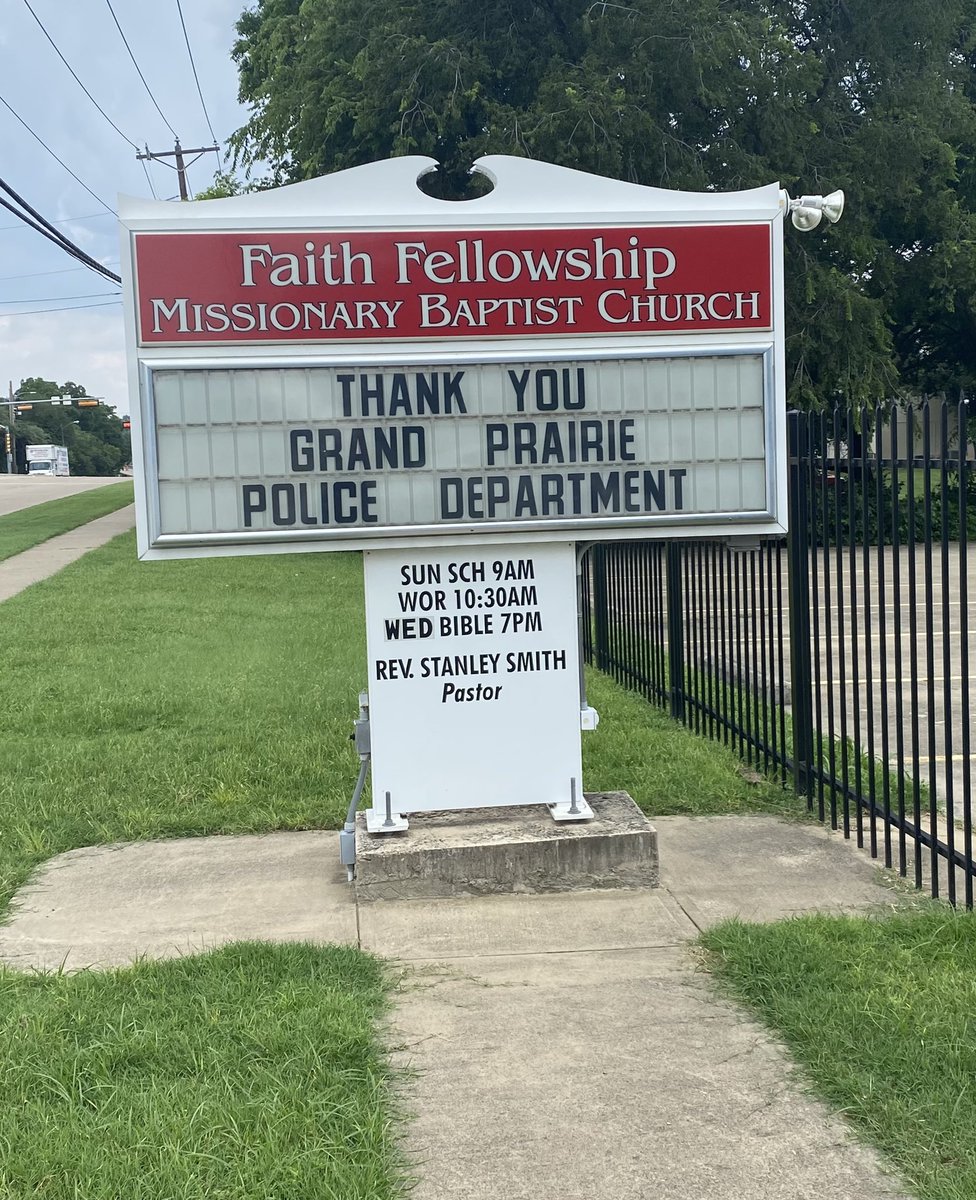 Faith Fellowship
Missionary Baptist Church
THANK YOU
GRAND PRAIRIE
POLICE DEPARTMENT
SUN SCH 9AM
WOR 10:30AM
WED BIBLE 7PM
REV. STANLEY SMITH
Pastor